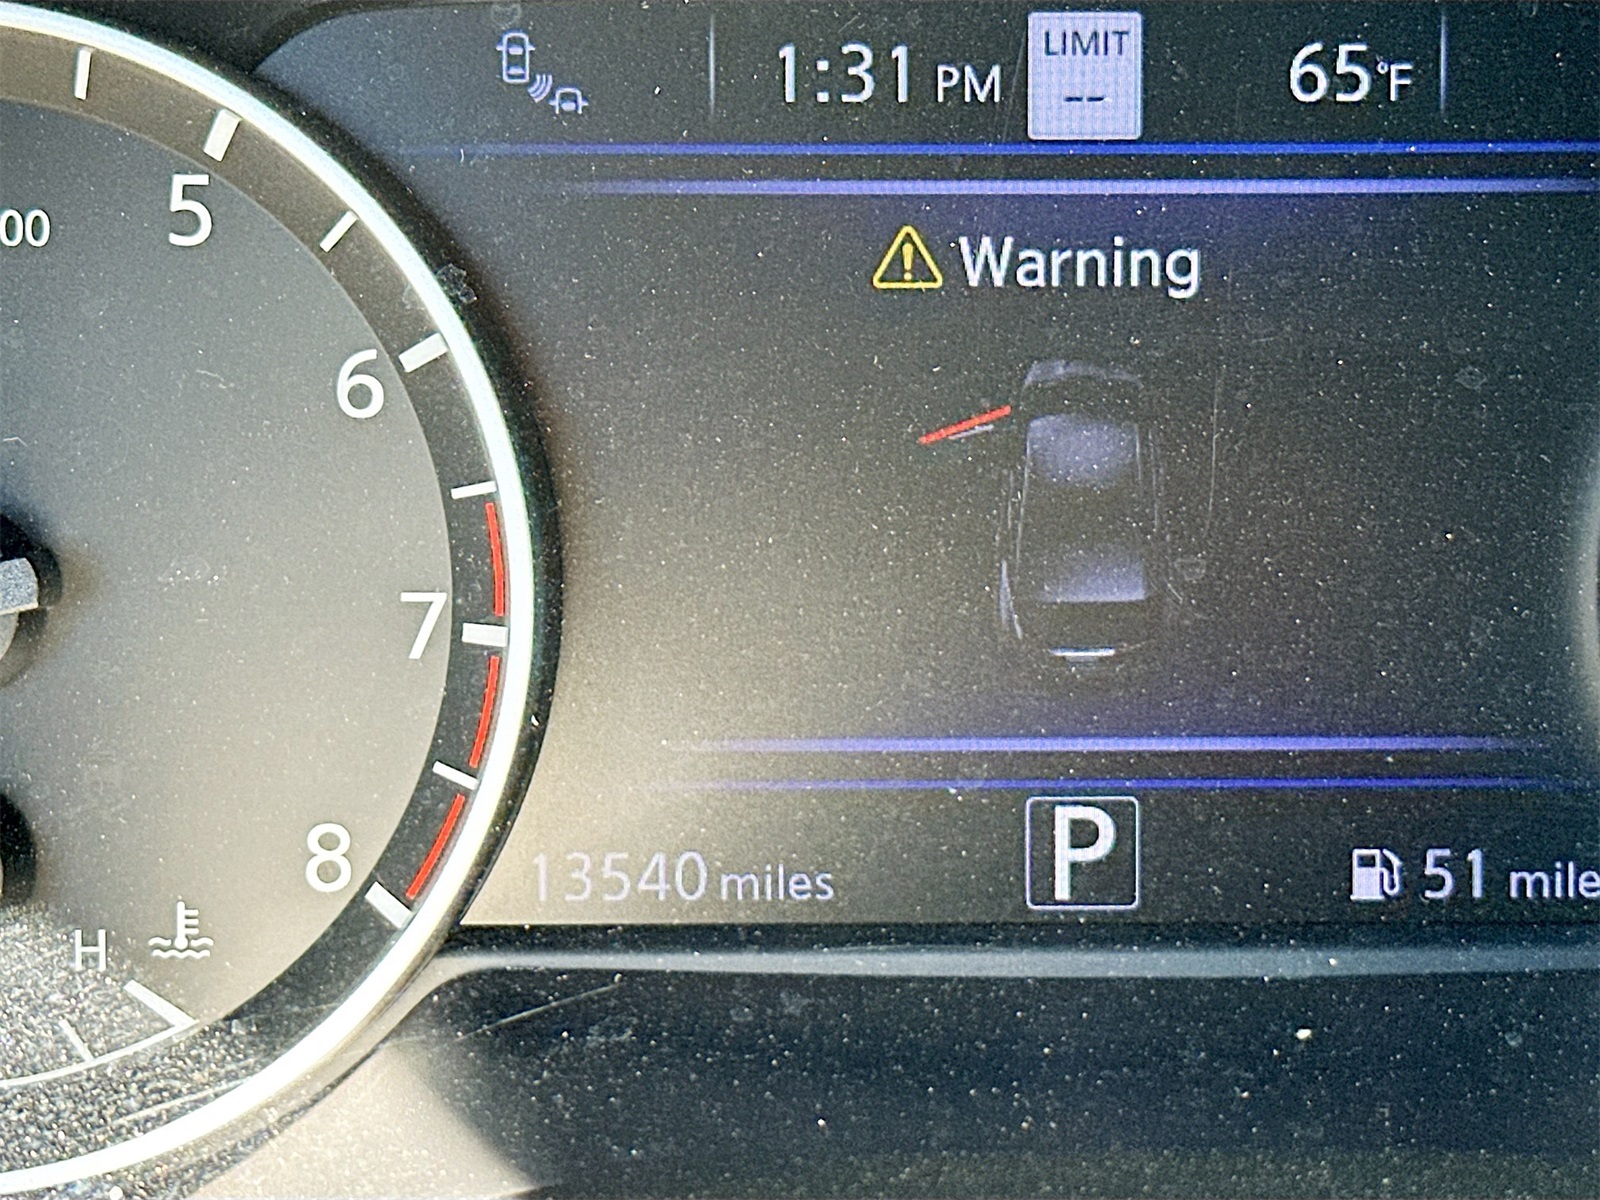 1:31 PM
LIMIT
--
65°F
00
5
Warning
6
7
8
H
13540 miles
P
51 mile